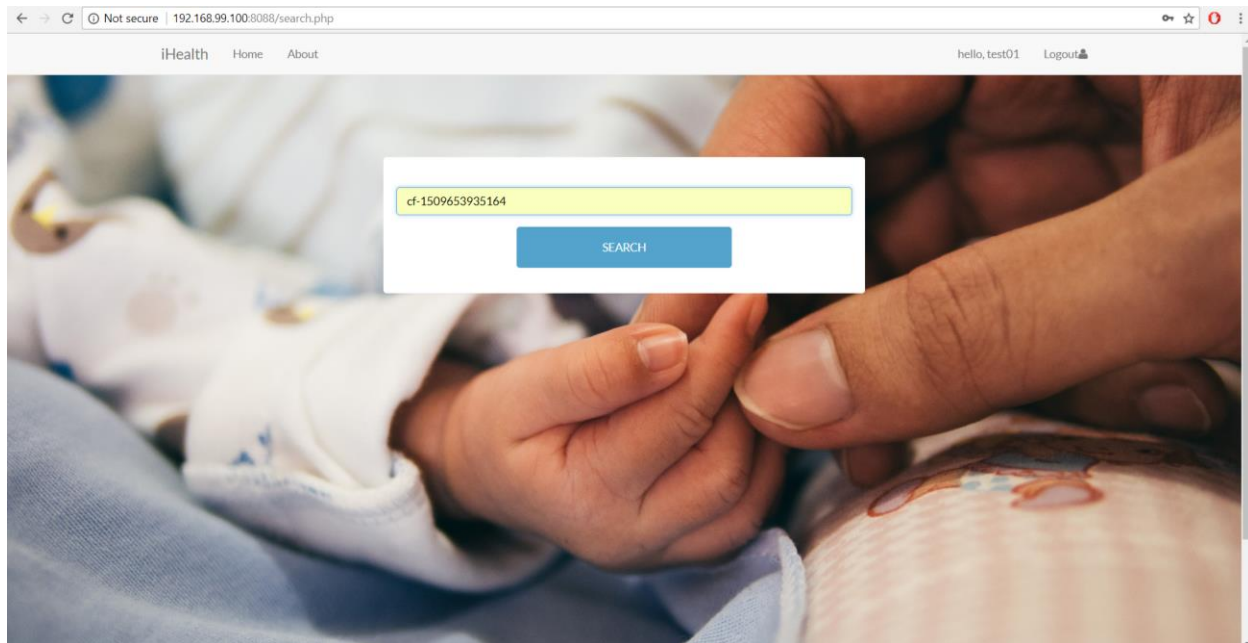 Not secure | 192.168.99.100:8088/search.php
iHealth Home About hello, test01 Logout
cf-1509653935164
SEARCH